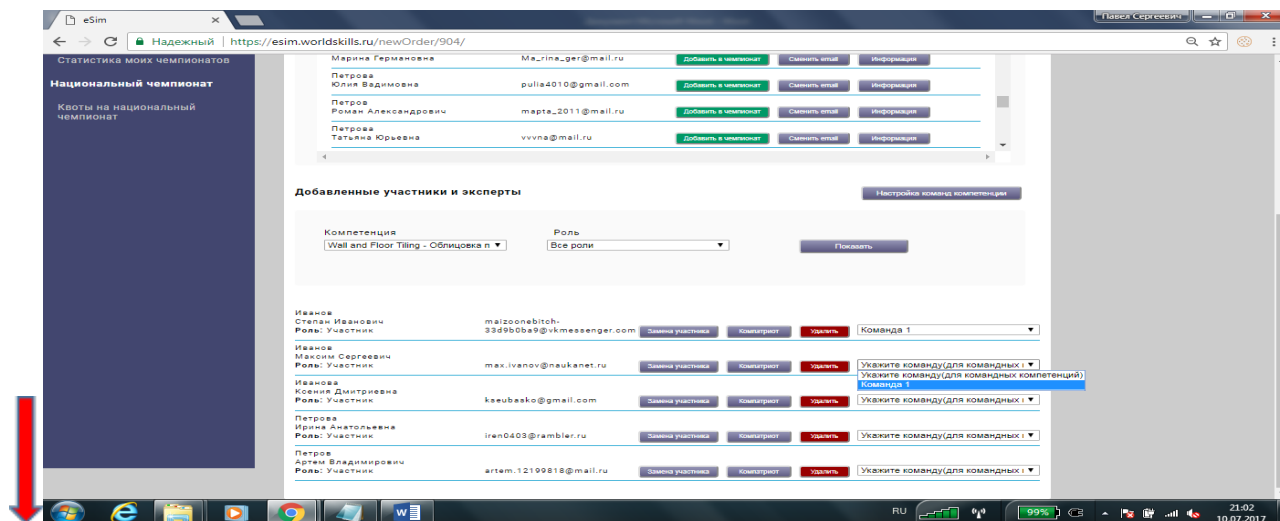 eSim
Павел Сергеевич
Надежный | https://esim.worldskills.ru/newOrder/904/
Статистика моих чемпионатов
Национальный чемпионат
Квоты на национальный
чемпионат
Марина Германовна Ma_rina_ger@mail.ru Добавить в чемпионат Сменить email Информация
Петрова
Юлия Вадимовна pulia4010@gmail.com Добавить в чемпионат Сменить email Информация
Петров
Роман Александрович mapta_2011@mail.ru Добавить в чемпионат Сменить email Информация
Петрова
Татьяна Юрьевна vvvna@mail.ru Добавить в чемпионат Сменить email Информация
Добавленные участники и эксперты Настройка команд компетенции
Компетенция Роль
Wall and Floor Tiling - Облицовка п Все роли Показать
Иванов
Степан Иванович maizoonebitch-
Роль: Участник 33d9b0ba9@vkmessenger.com Замена участника Компатриот Удалить Команда 1
Иванов
Максим Сергеевич
Роль: Участник max.ivanov@naukanet.ru Замена участника Компатриот Удалить Укажите команду(для командных
Укажите команду(для командных компетенций)
Команда 1
Иванова
Ксения Дмитриевна
Роль: Участник kseubasko@gmail.com Замена участника Компатриот Удалить Укажите команду(для командных
Петрова
Ирина Анатольевна
Роль: Участник iren0403@rambler.ru Замена участника Компатриот Удалить Укажите команду(для командных
Петров
Артем Владимирович
Роль: Участник artem.12199818@mail.ru Замена участника Компатриот Удалить Укажите команду(для командных
RU 99% 21:02
10.07.2017